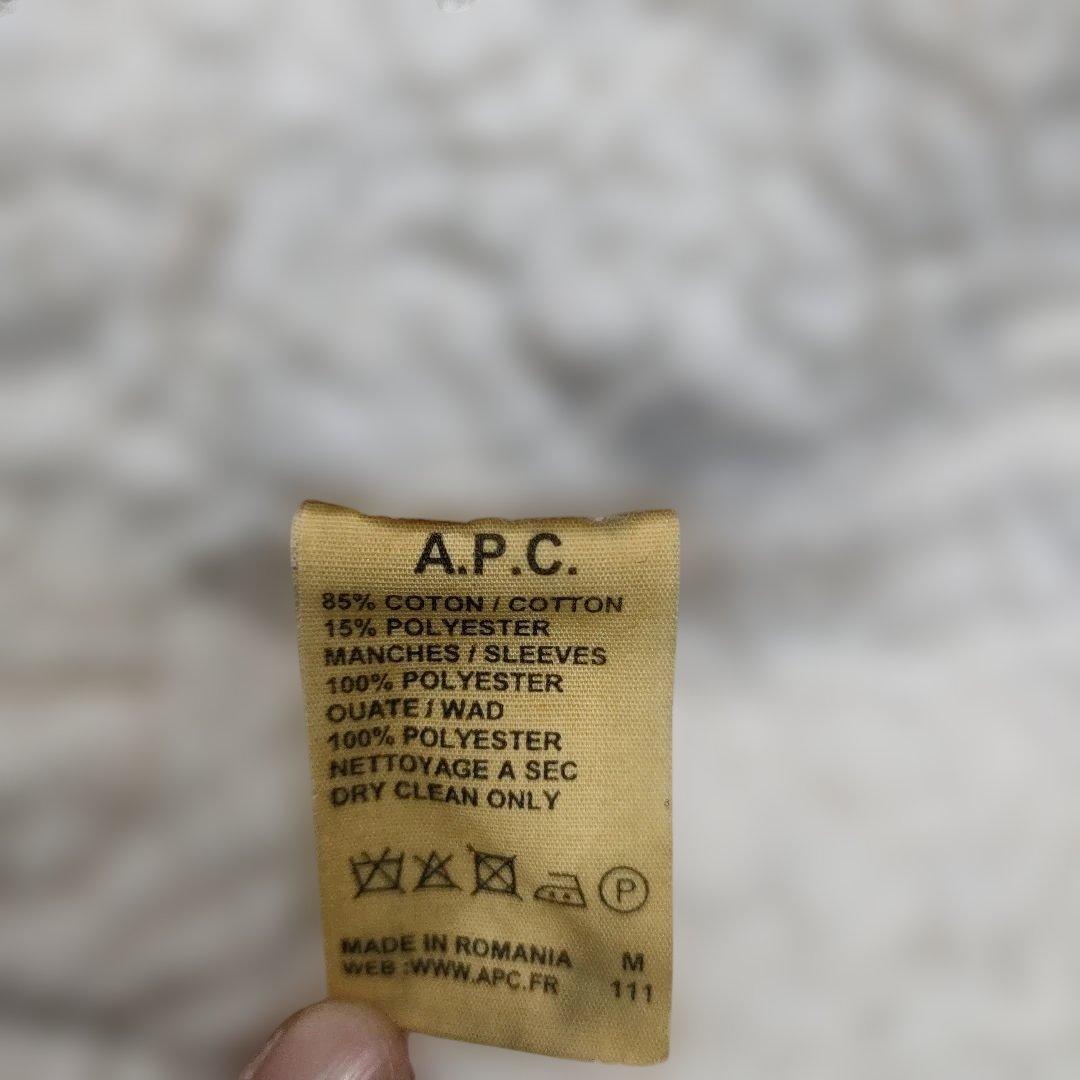 A.P.C.
85% COTON / COTTON
15% POLYESTER
MANCHES / SLEEVES
100% POLYESTER
OUATE / WAD
100% POLYESTER
NETTOYAGE A SEC
DRY CLEAN ONLY
P
MADE IN ROMANIA M
WEB :WWW.APC.FR 111